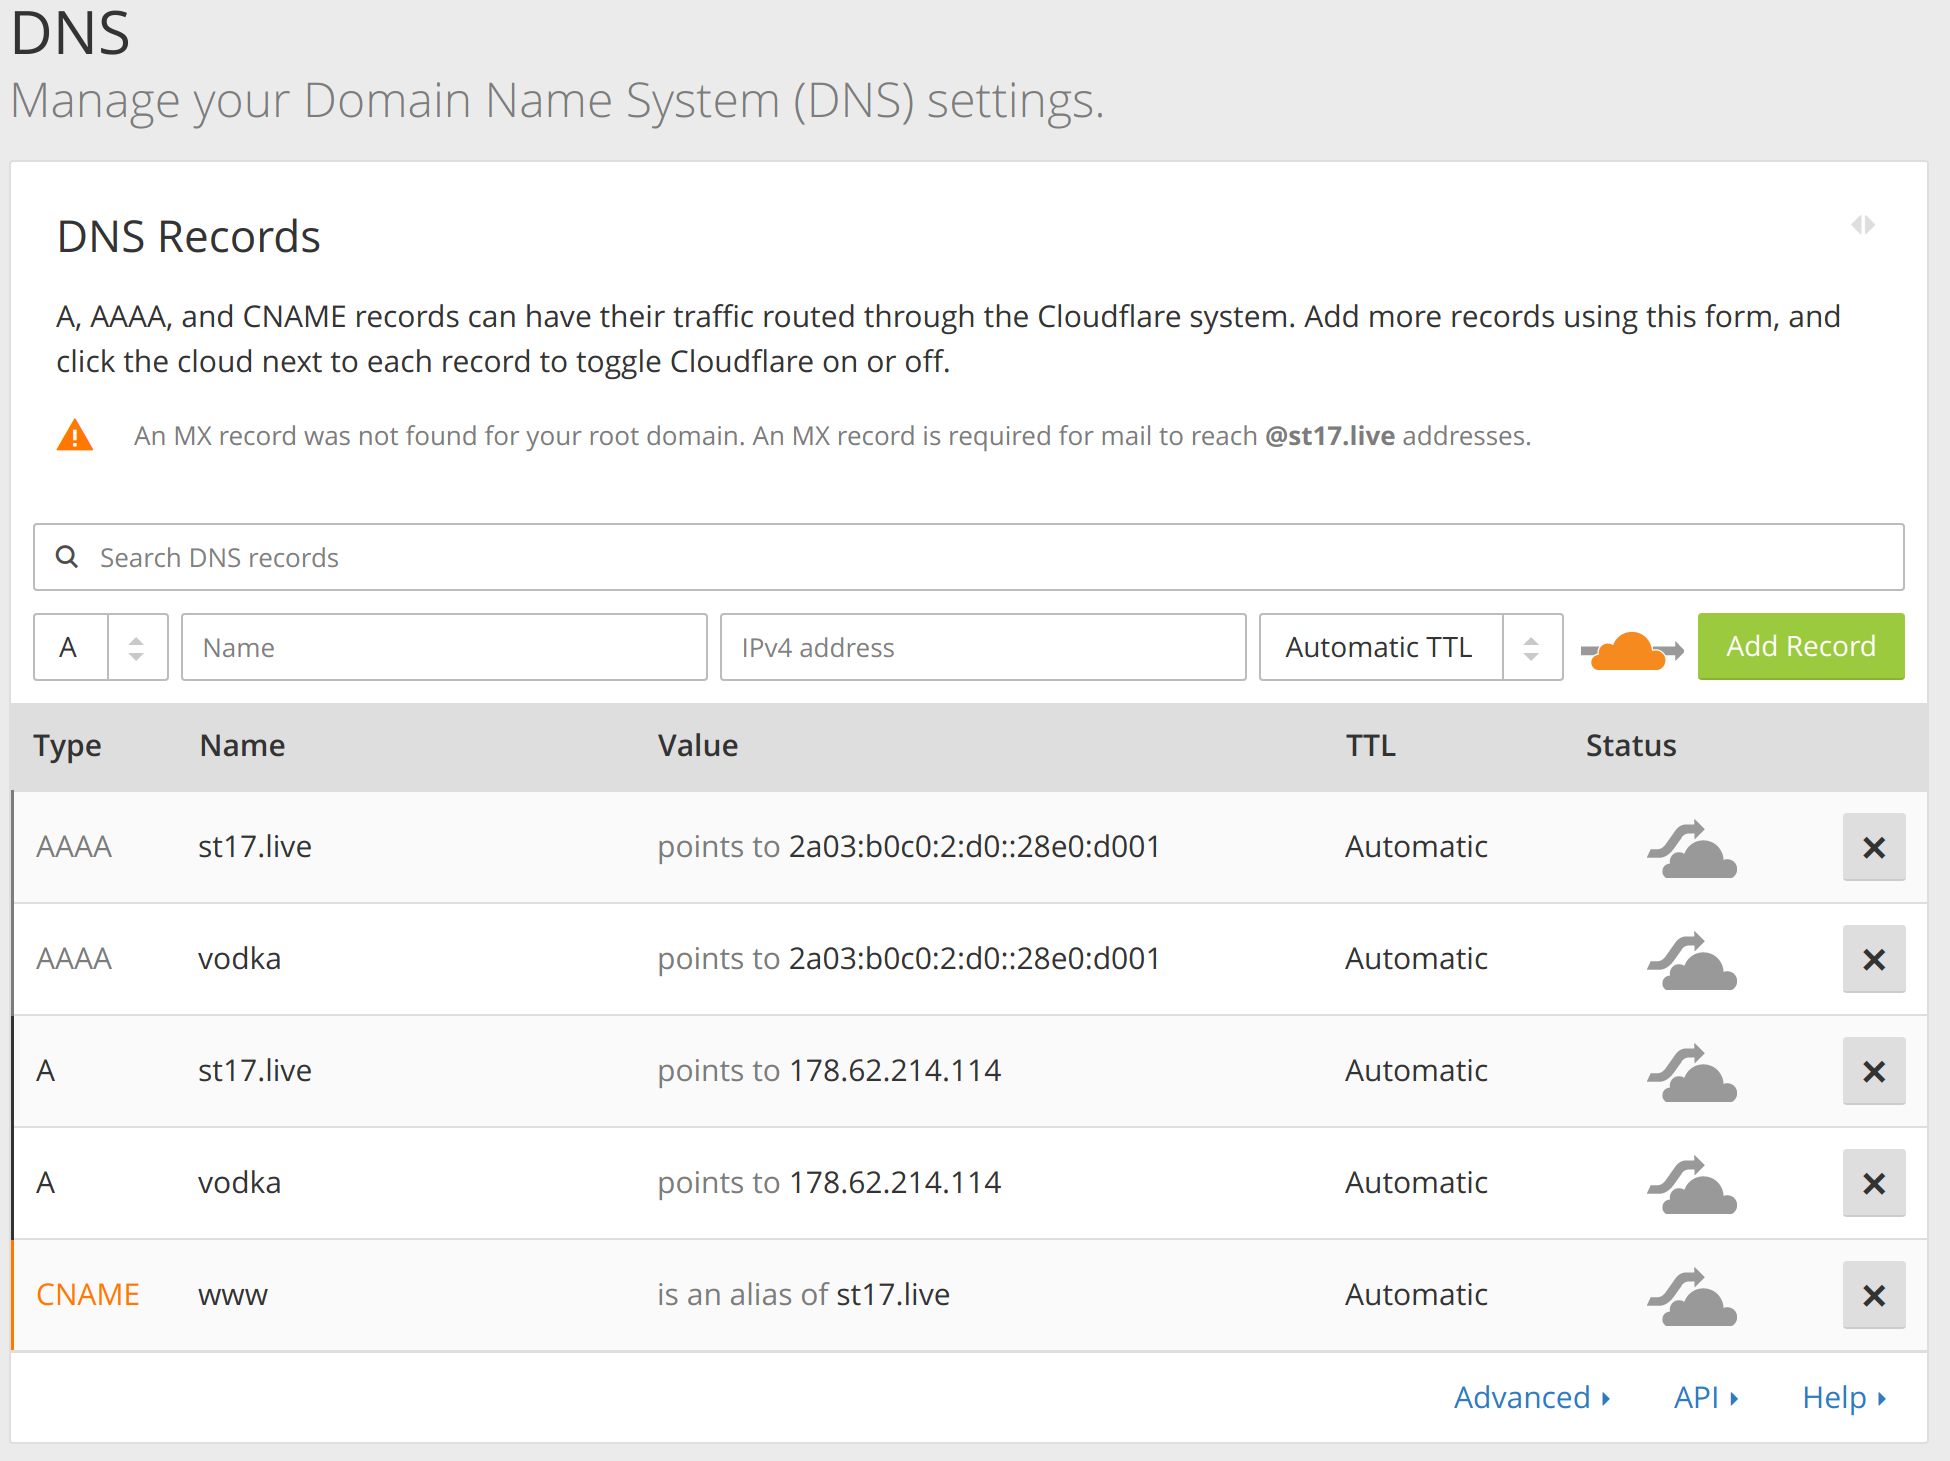 DNS
Manage your Domain Name System (DNS) settings.
DNS Records
A, AAAA, and CNAME records can have their traffic routed through the Cloudflare system. Add more records using this form, and
click the cloud next to each record to toggle Cloudflare on or off.
An MX record was not found for your root domain. An MX record is required for mail to reach @st17.live addresses.
Search DNS records
A Name IPv4 address Automatic TTL Add Record
Type Name Value TTL Status
AAAA st17.live points to 2a03:b0c0:2:d0::28e0:d001 Automatic
AAAA vodka points to 2a03:b0c0:2:d0::28e0:d001 Automatic
A st17.live points to 178.62.214.114 Automatic
A vodka points to 178.62.214.114 Automatic
CNAME www is an alias of st17.live Automatic
Advanced API Help